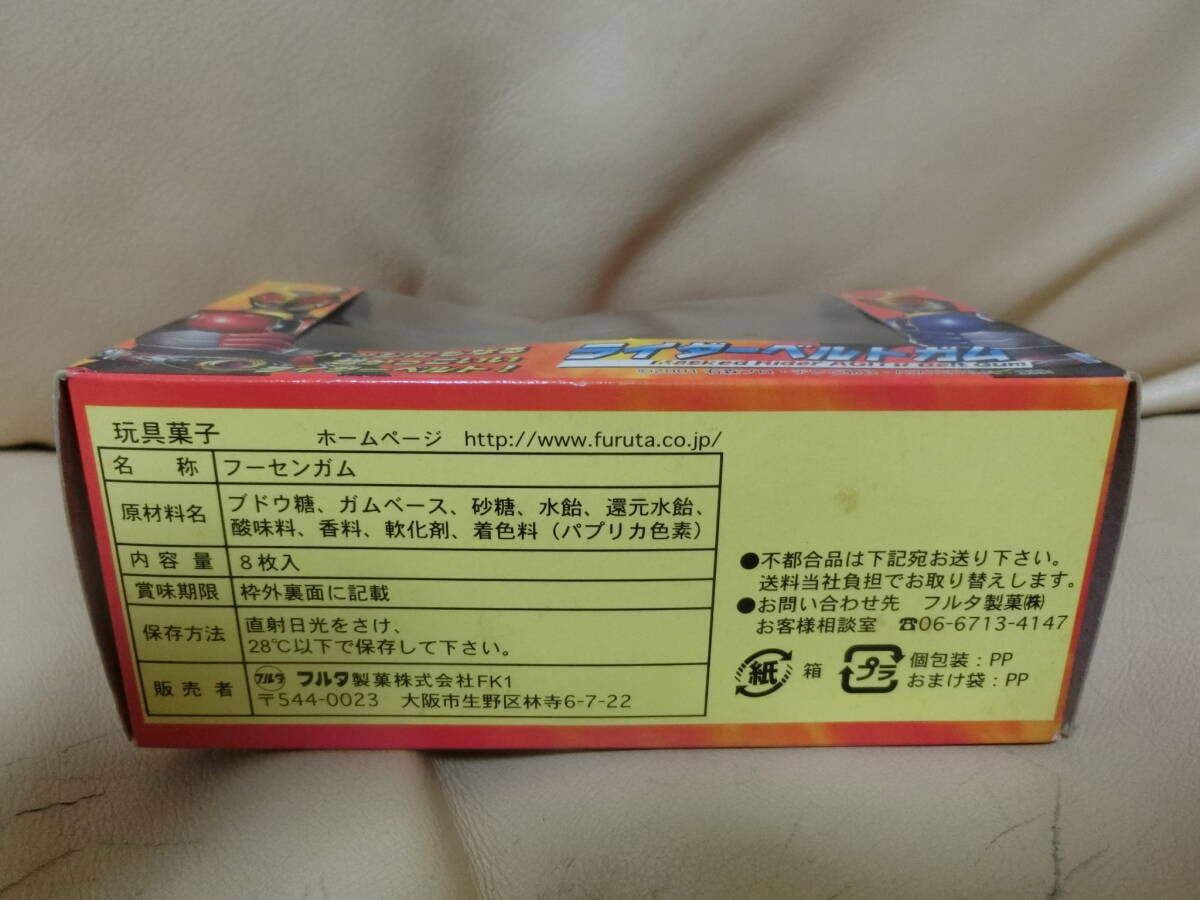 ライダーベルト!
ライダーベルトガム
玩具菓子 ホームページ http://www.furuta.co.jp/
名称 フーセンガム
原材料名 ブドウ糖、ガムベース、砂糖、水飴、還元水飴、
酸味料、香料、軟化剤、着色料(パプリカ色素)
内容量 8枚入
賞味期限 枠外裏面に記載
保存方法 直射日光をさけ、
28℃以下で保存して下さい。
販売者 フルタ フルタ製菓株式会社FK1
〒544-0023 大阪市生野区林寺6-7-22
●不都合品は下記宛お送り下さい。
送料当社負担でお取り替えします。
●お問い合わせ先 フルタ製菓㈱
お客様相談室 ☎06-6713-4147
紙 箱 プラ 個包装:PP
おまけ袋:PP